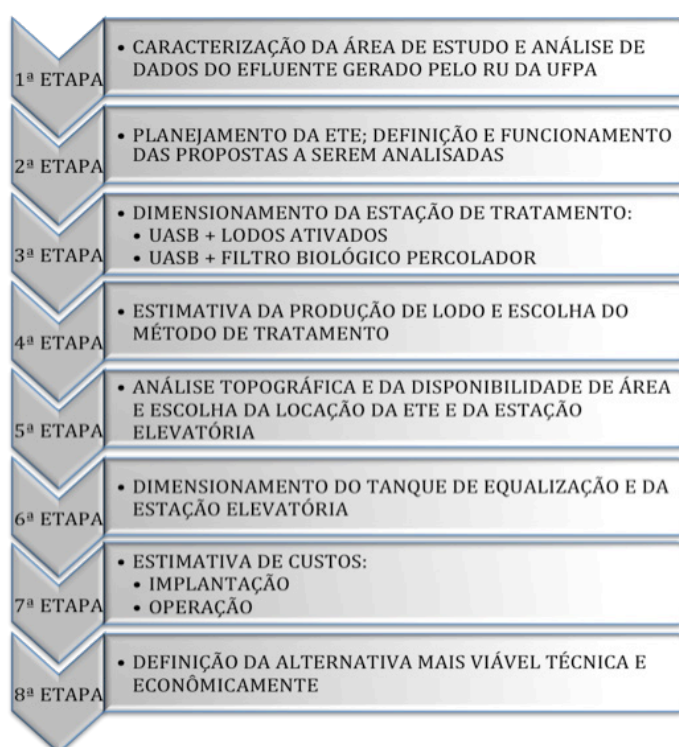 1ª ETAPA
• CARACTERIZAÇÃO DA ÁREA DE ESTUDO E ANÁLISE DE
DADOS DO EFLUENTE GERADO PELO RU DA UFPA
2ª ETAPA
• PLANEJAMENTO DA ETE; DEFINIÇÃO E FUNCIONAMENTO
DAS PROPOSTAS A SEREM ANALISADAS
3ª ETAPA
• DIMENSIONAMENTO DA ESTAÇÃO DE TRATAMENTO:
• UASB + LODOS ATIVADOS
• UASB + FILTRO BIOLÓGICO PERCOLADOR
4ª ETAPA
• ESTIMATIVA DA PRODUÇÃO DE LODO E ESCOLHA DO
MÉTODO DE TRATAMENTO
5ª ETAPA
• ANÁLISE TOPOGRÁFICA E DA DISPONIBILIDADE DE ÁREA
E ESCOLHA DA LOCAÇÃO DA ETE E DA ESTAÇÃO
ELEVATÓRIA
6ª ETAPA
• DIMENSIONAMENTO DO TANQUE DE EQUALIZAÇÃO E DA
ESTAÇÃO ELEVATÓRIA
7ª ETAPA
• ESTIMATIVA DE CUSTOS:
• IMPLANTAÇÃO
• OPERAÇÃO
8ª ETAPA
• DEFINIÇÃO DA ALTERNATIVA MAIS VIÁVEL TÉCNICA E
ECONÔMICAMENTE